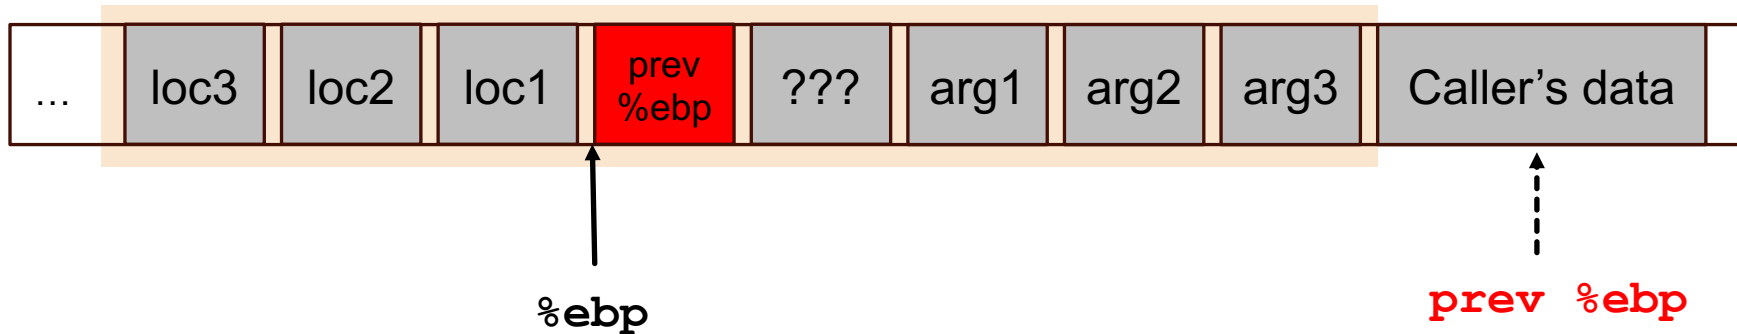 ...
loc3
loc2
loc1
prev
%ebp
???
arg1
arg2
arg3
Caller's data
%ebp
prev %ebp